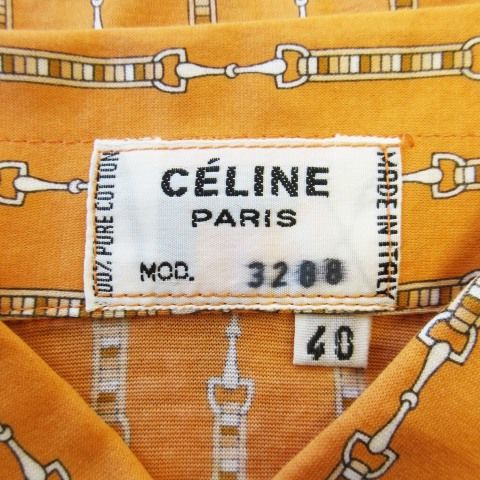 CÉLINE
PARIS
MOD. 3288
100% PURE COTTON
MADE IN ITALY
40